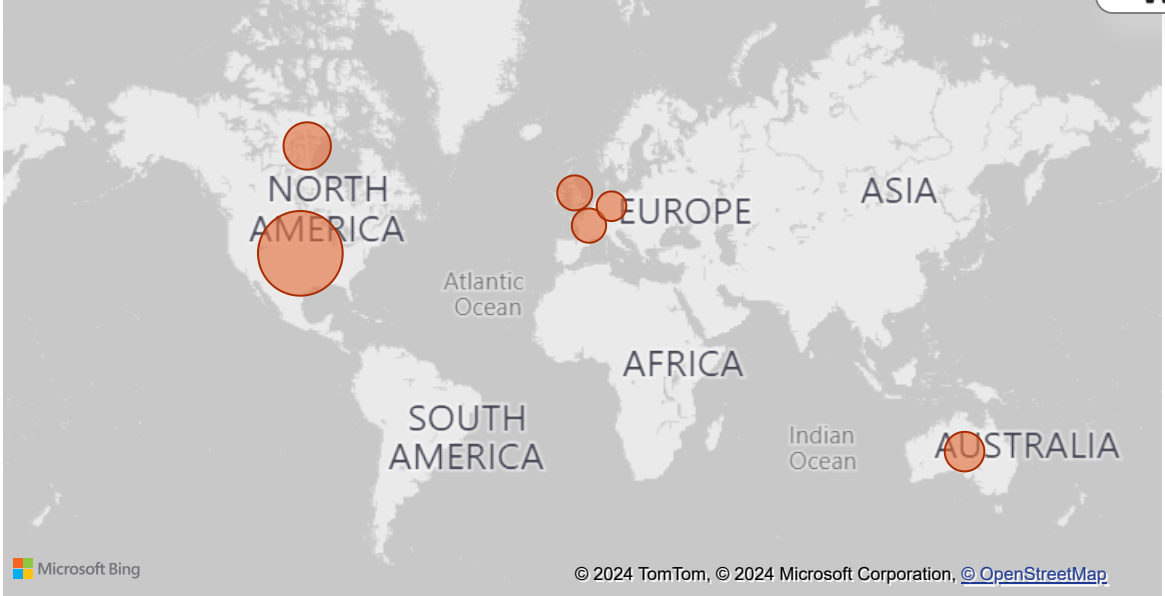 NORTH
AMERICA
EUROPE
ASIA
Atlantic
Ocean
AFRICA
SOUTH
AMERICA
Indian
Ocean
AUSTRALIA
Microsoft Bing
© 2024 TomTom, © 2024 Microsoft Corporation, © OpenStreetMap